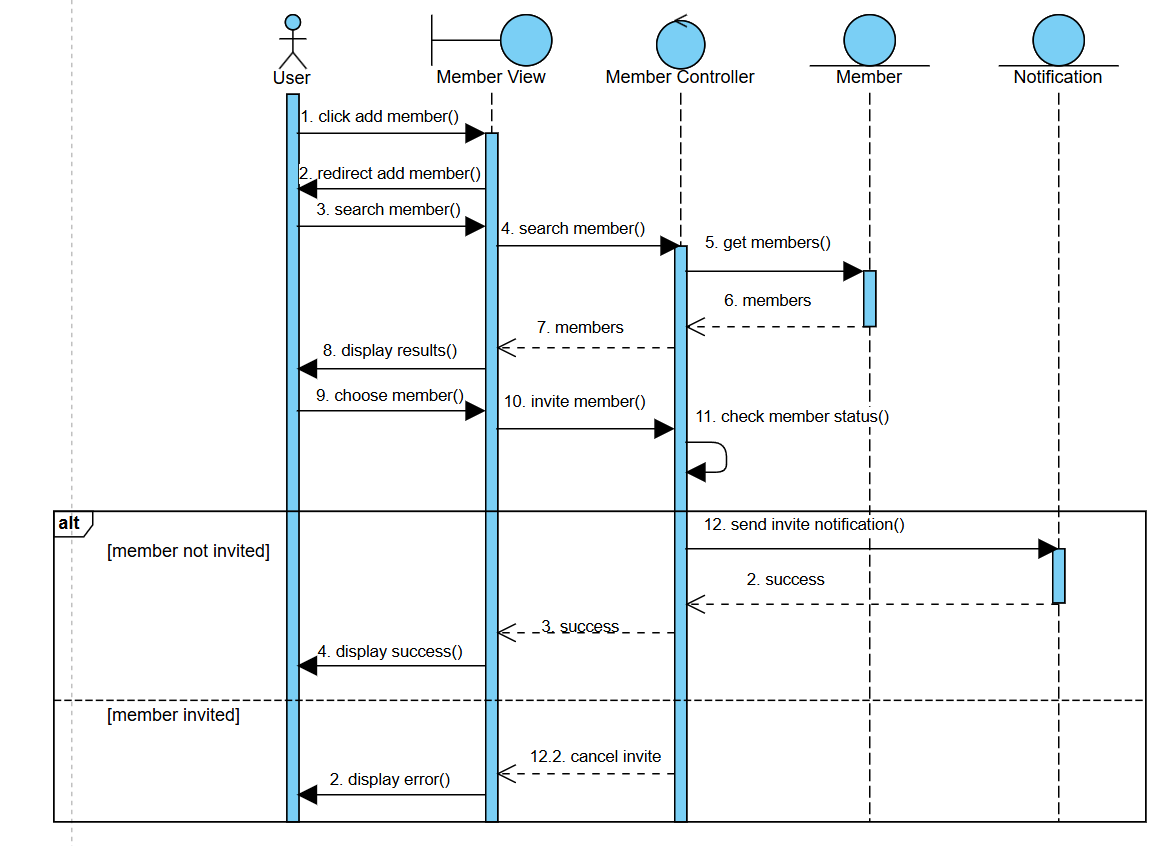 User
Member View
Member Controller
Member
Notification
1. click add member()
2. redirect add member()
3. search member()
4. search member()
5. get members()
6. members
7. members
8. display results()
9. choose member()
10. invite member()
11. check member status()
alt
12. send invite notification()
[member not invited]
2. success
3. success
4. display success()
[member invited]
12.2. cancel invite
2. display error()